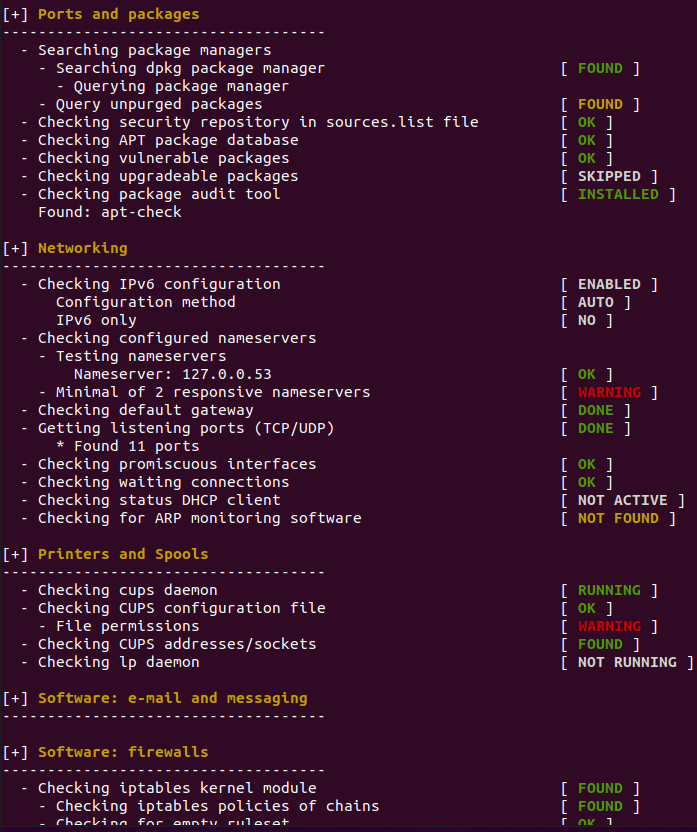 [+] Ports and packages
------------------------------------
  - Searching package managers
    - Searching dpkg package manager                          [ FOUND ]
      - Querying package manager
    - Query unpurged packages                                 [ FOUND ]
  - Checking security repository in sources.list file         [ OK ]
  - Checking APT package database                             [ OK ]
  - Checking vulnerable packages                              [ OK ]
  - Checking upgradeable packages                             [ SKIPPED ]
  - Checking package audit tool                               [ INSTALLED ]
    Found: apt-check

[+] Networking
------------------------------------
  - Checking IPv6 configuration                               [ ENABLED ]
      Configuration method                                    [ AUTO ]
      IPv6 only                                               [ NO ]
  - Checking configured nameservers
    - Testing nameservers
        Nameserver: 127.0.0.53                                [ OK ]
    - Minimal of 2 responsive nameservers                     [ WARNING ]
  - Checking default gateway                                  [ DONE ]
  - Getting listening ports (TCP/UDP)                         [ DONE ]
      * Found 11 ports
  - Checking promiscuous interfaces                           [ OK ]
  - Checking waiting connections                              [ OK ]
  - Checking status DHCP client                               [ NOT ACTIVE ]
  - Checking for ARP monitoring software                      [ NOT FOUND ]

[+] Printers and Spools
------------------------------------
  - Checking cups daemon                                      [ RUNNING ]
  - Checking CUPS configuration file                          [ OK ]
    - File permissions                                        [ WARNING ]
  - Checking CUPS addresses/sockets                           [ FOUND ]
  - Checking lp daemon                                        [ NOT RUNNING ]

[+] Software: e-mail and messaging
------------------------------------

[+] Software: firewalls
------------------------------------
  - Checking iptables kernel module                           [ FOUND ]
    - Checking iptables policies of chains                    [ FOUND ]
    - Checking for empty ruleset                              [ OK ]